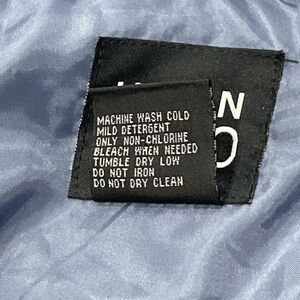 N
O
MACHINE WASH COLD
MILD DETERGENT
ONLY NON-CHLORINE
BLEACH WHEN NEEDED
TUMBLE DRY LOW
DO NOT IRON
DO NOT DRY CLEAN